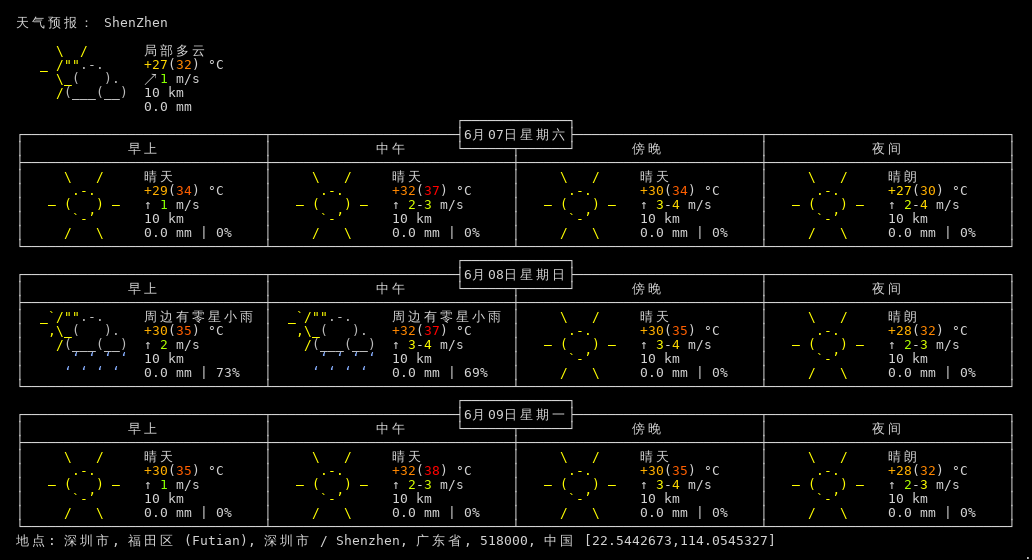 天气预报: ShenZhen
局部多云
+27(32) °C
↗1 m/s
10 km
0.0 mm
6月07日星期六
早上 中午 傍晚 夜间
晴天 晴天 晴天 晴朗
+29(34) °C +32(37) °C +30(34) °C +27(30) °C
↑ 1 m/s ↑ 2-3 m/s ↑ 3-4 m/s ↑ 2-4 m/s
10 km 10 km 10 km 10 km
0.0 mm | 0% 0.0 mm | 0% 0.0 mm | 0% 0.0 mm | 0%
6月08日星期日
早上 中午 傍晚 夜间
周边有零星小雨 周边有零星小雨 晴天 晴朗
+30(35) °C +32(37) °C +30(35) °C +28(32) °C
↑ 2 m/s ↑ 3-4 m/s ↑ 3-4 m/s ↑ 2-3 m/s
10 km 10 km 10 km 10 km
0.0 mm | 73% 0.0 mm | 69% 0.0 mm | 0% 0.0 mm | 0%
6月09日星期一
早上 中午 傍晚 夜间
晴天 晴天 晴天 晴朗
+30(35) °C +32(38) °C +30(35) °C +28(32) °C
↑ 1 m/s ↑ 2-3 m/s ↑ 3-4 m/s ↑ 2-3 m/s
10 km 10 km 10 km 10 km
0.0 mm | 0% 0.0 mm | 0% 0.0 mm | 0% 0.0 mm | 0%
地点: 深圳市, 福田区 (Futian), 深圳市 / Shenzhen, 广东省, 518000, 中国 [22.5442673,114.0545327]